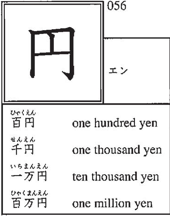 056
円
エン
ひゃくえん
百円 one hundred yen
せんえん
千円 one thousand yen
いちまんえん
一万円 ten thousand yen
ひゃくまんえん
百万円 one million yen